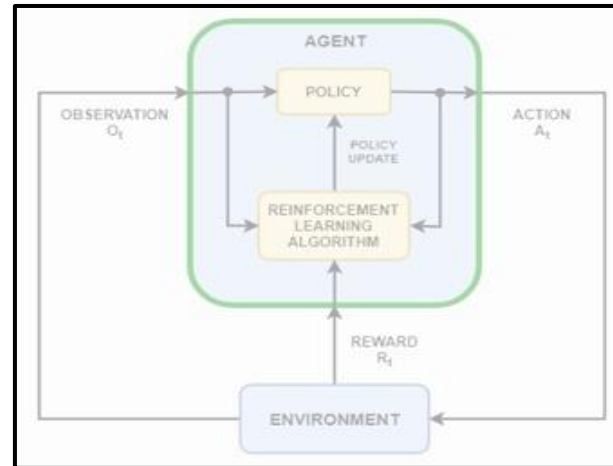 AGENT
POLICY
OBSERVATION
Oₜ
ACTION
Aₜ
POLICY
UPDATE
REINFORCEMENT
LEARNING
ALGORITHM
REWARD
Rₜ
ENVIRONMENT